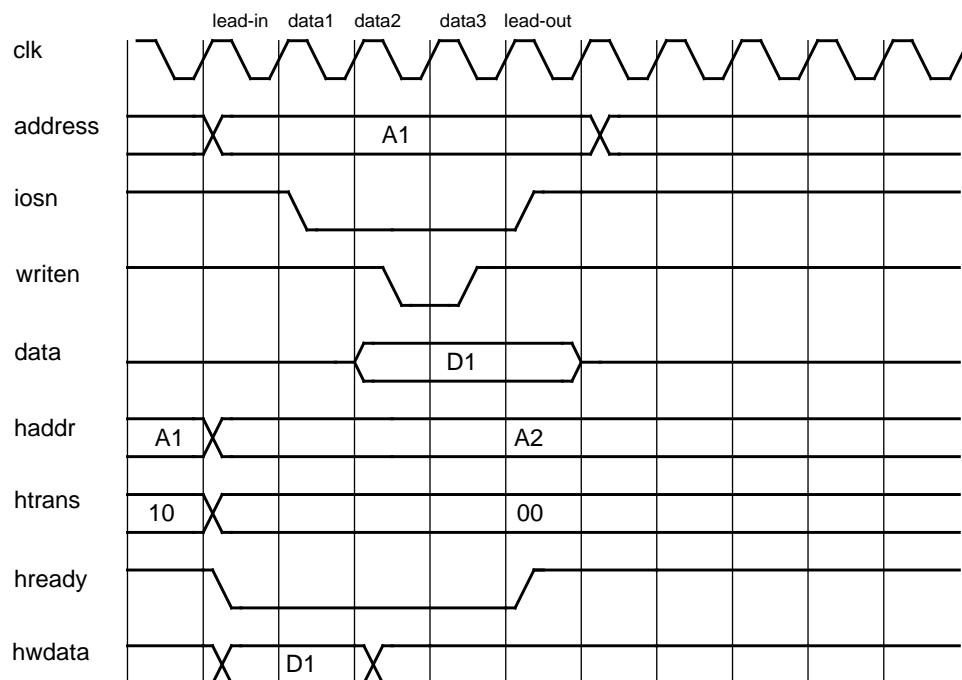 lead-in data1 data2 data3 lead-out
clk
address A1
iosn
writen
data D1
haddr A1 A2
htrans 10 00
hready
hwdata D1